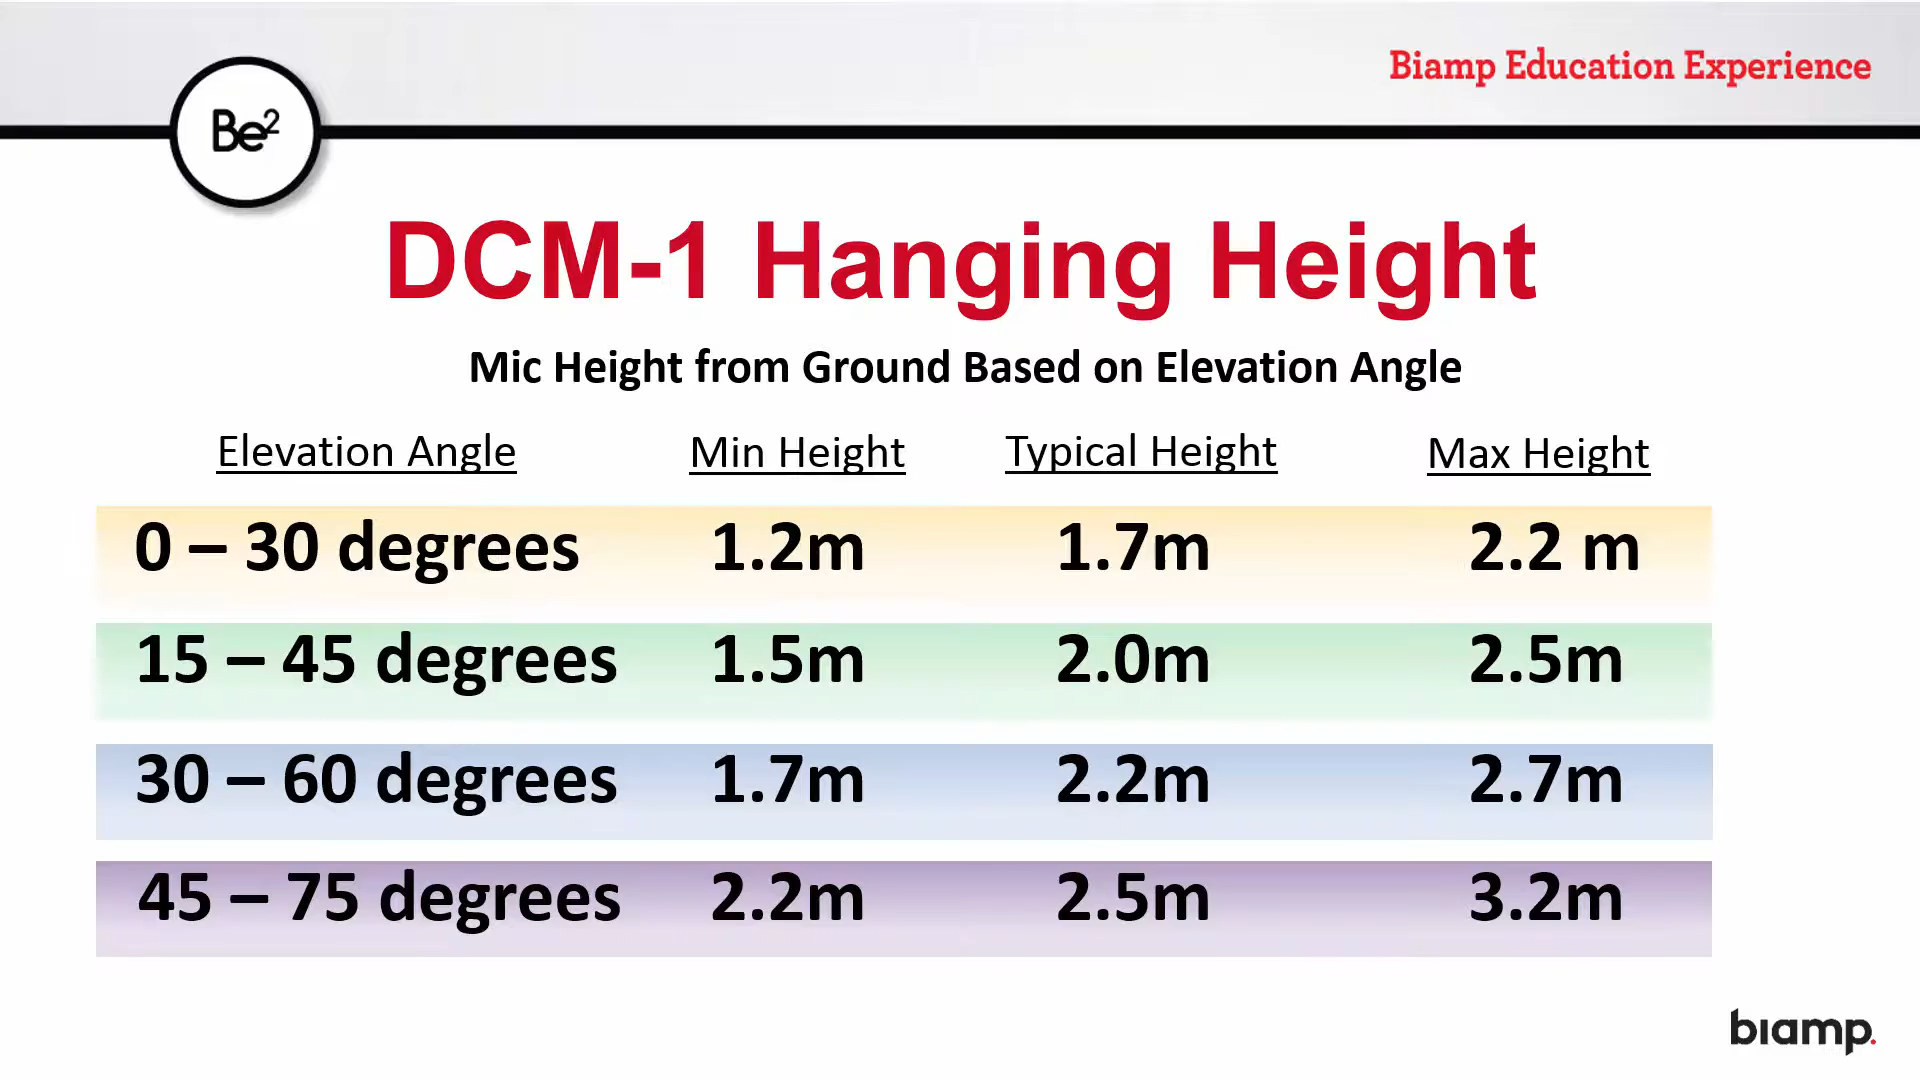 Biamp Education Experience
Be²
DCM-1 Hanging Height
Mic Height from Ground Based on Elevation Angle
Elevation Angle Min Height Typical Height Max Height
0 – 30 degrees 1.2m 1.7m 2.2 m
15 – 45 degrees 1.5m 2.0m 2.5m
30 – 60 degrees 1.7m 2.2m 2.7m
45 – 75 degrees 2.2m 2.5m 3.2m
biamp.